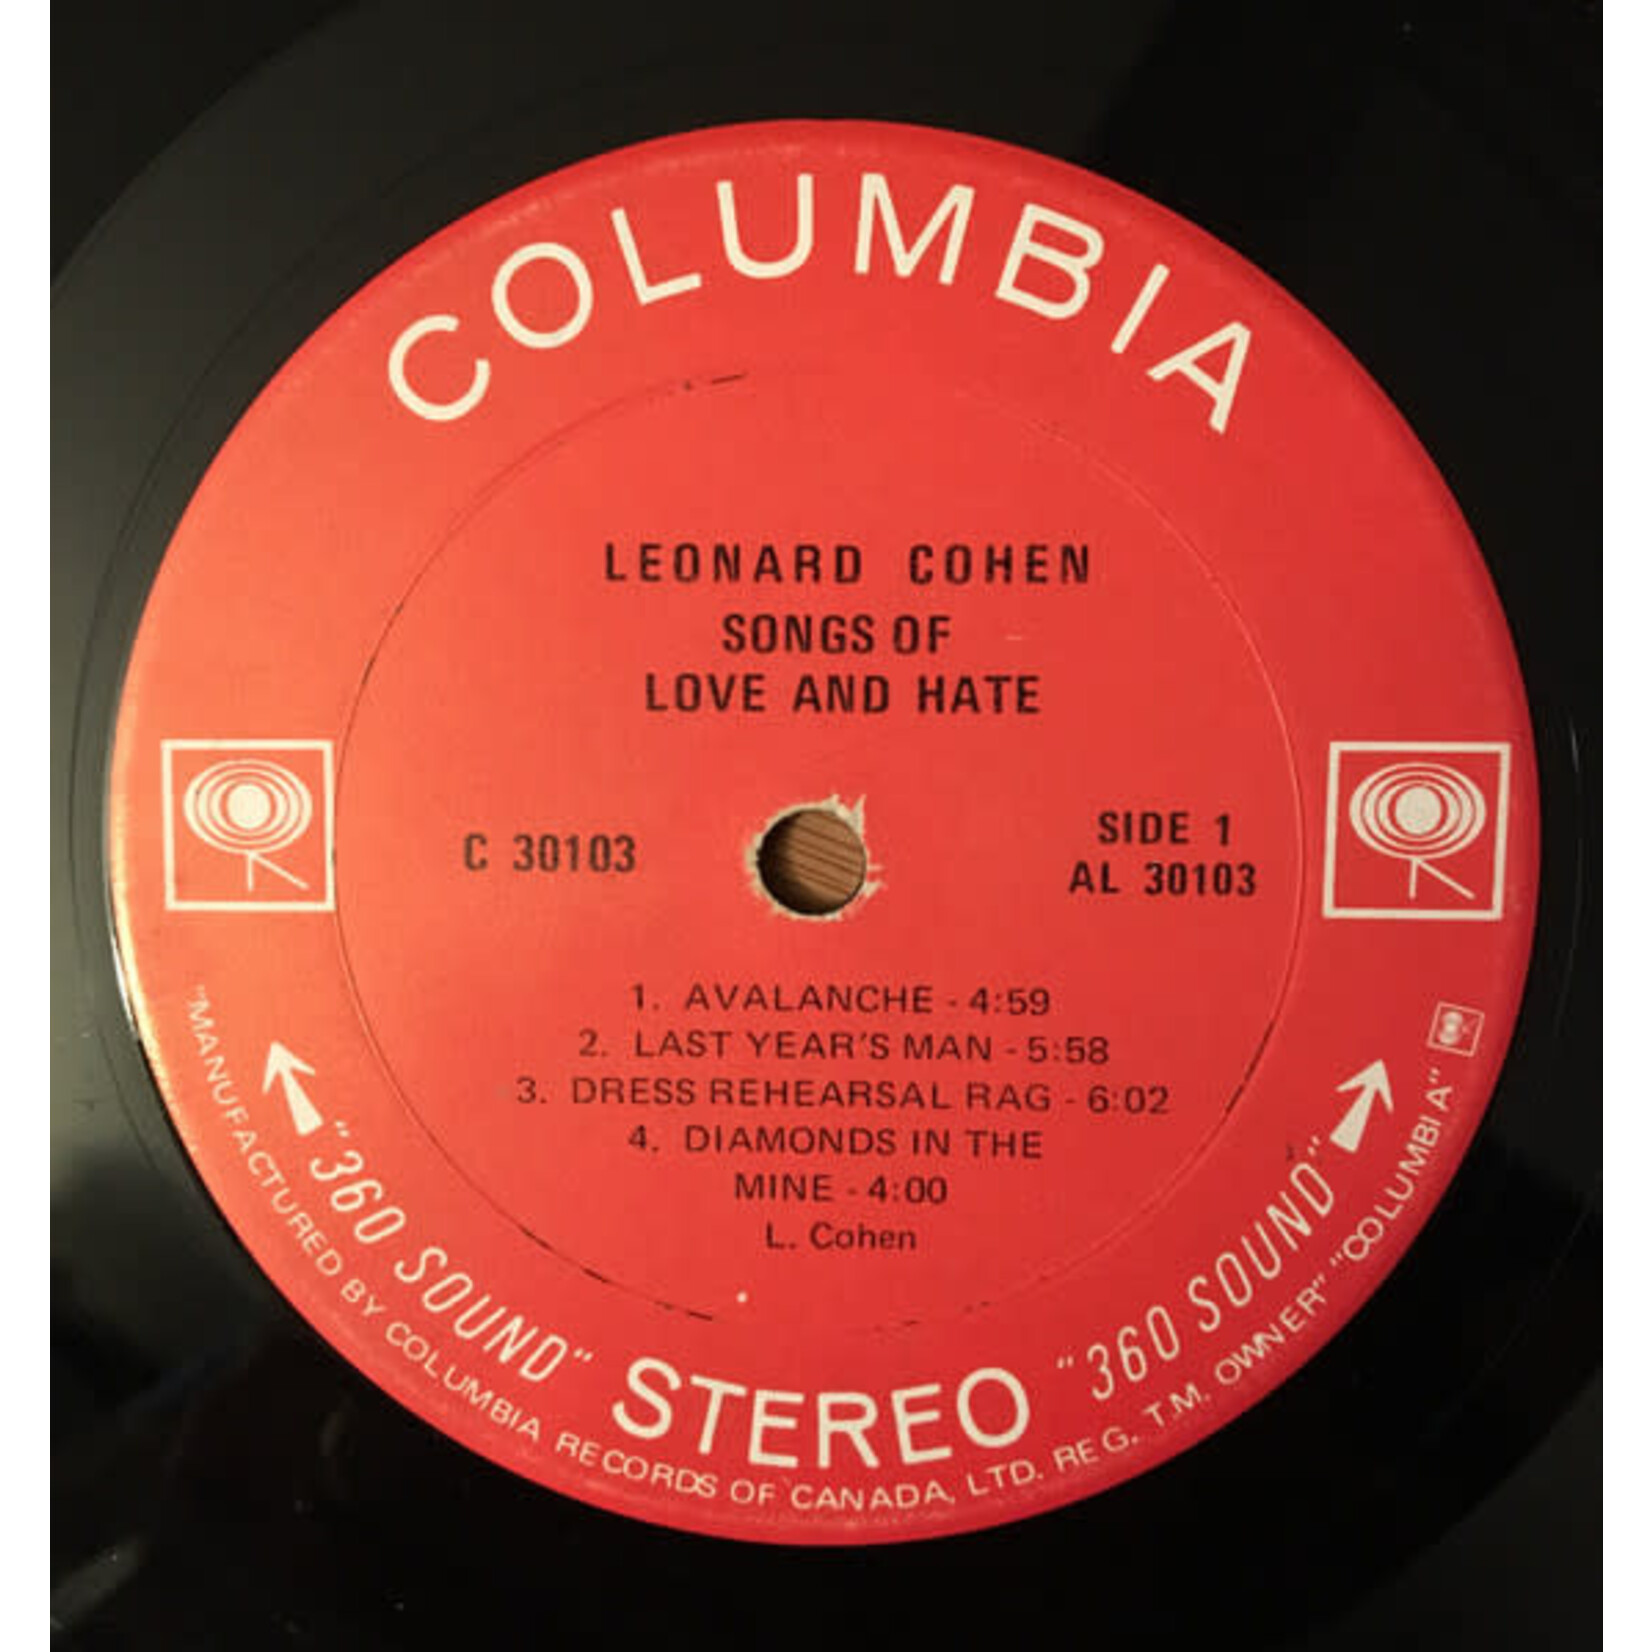 COLUMBIA
LEONARD COHEN
SONGS OF
LOVE AND HATE
C 30103
SIDE 1
AL 30103
1. AVALANCHE - 4:59
2. LAST YEAR'S MAN - 5:58
3. DRESS REHEARSAL RAG - 6:02
4. DIAMONDS IN THE
MINE - 4:00
L. Cohen
"360 SOUND" STEREO "360 SOUND"
"MANUFACTURED BY COLUMBIA RECORDS OF CANADA, LTD. REG. T.M. OWNER" "COLUMBIA"